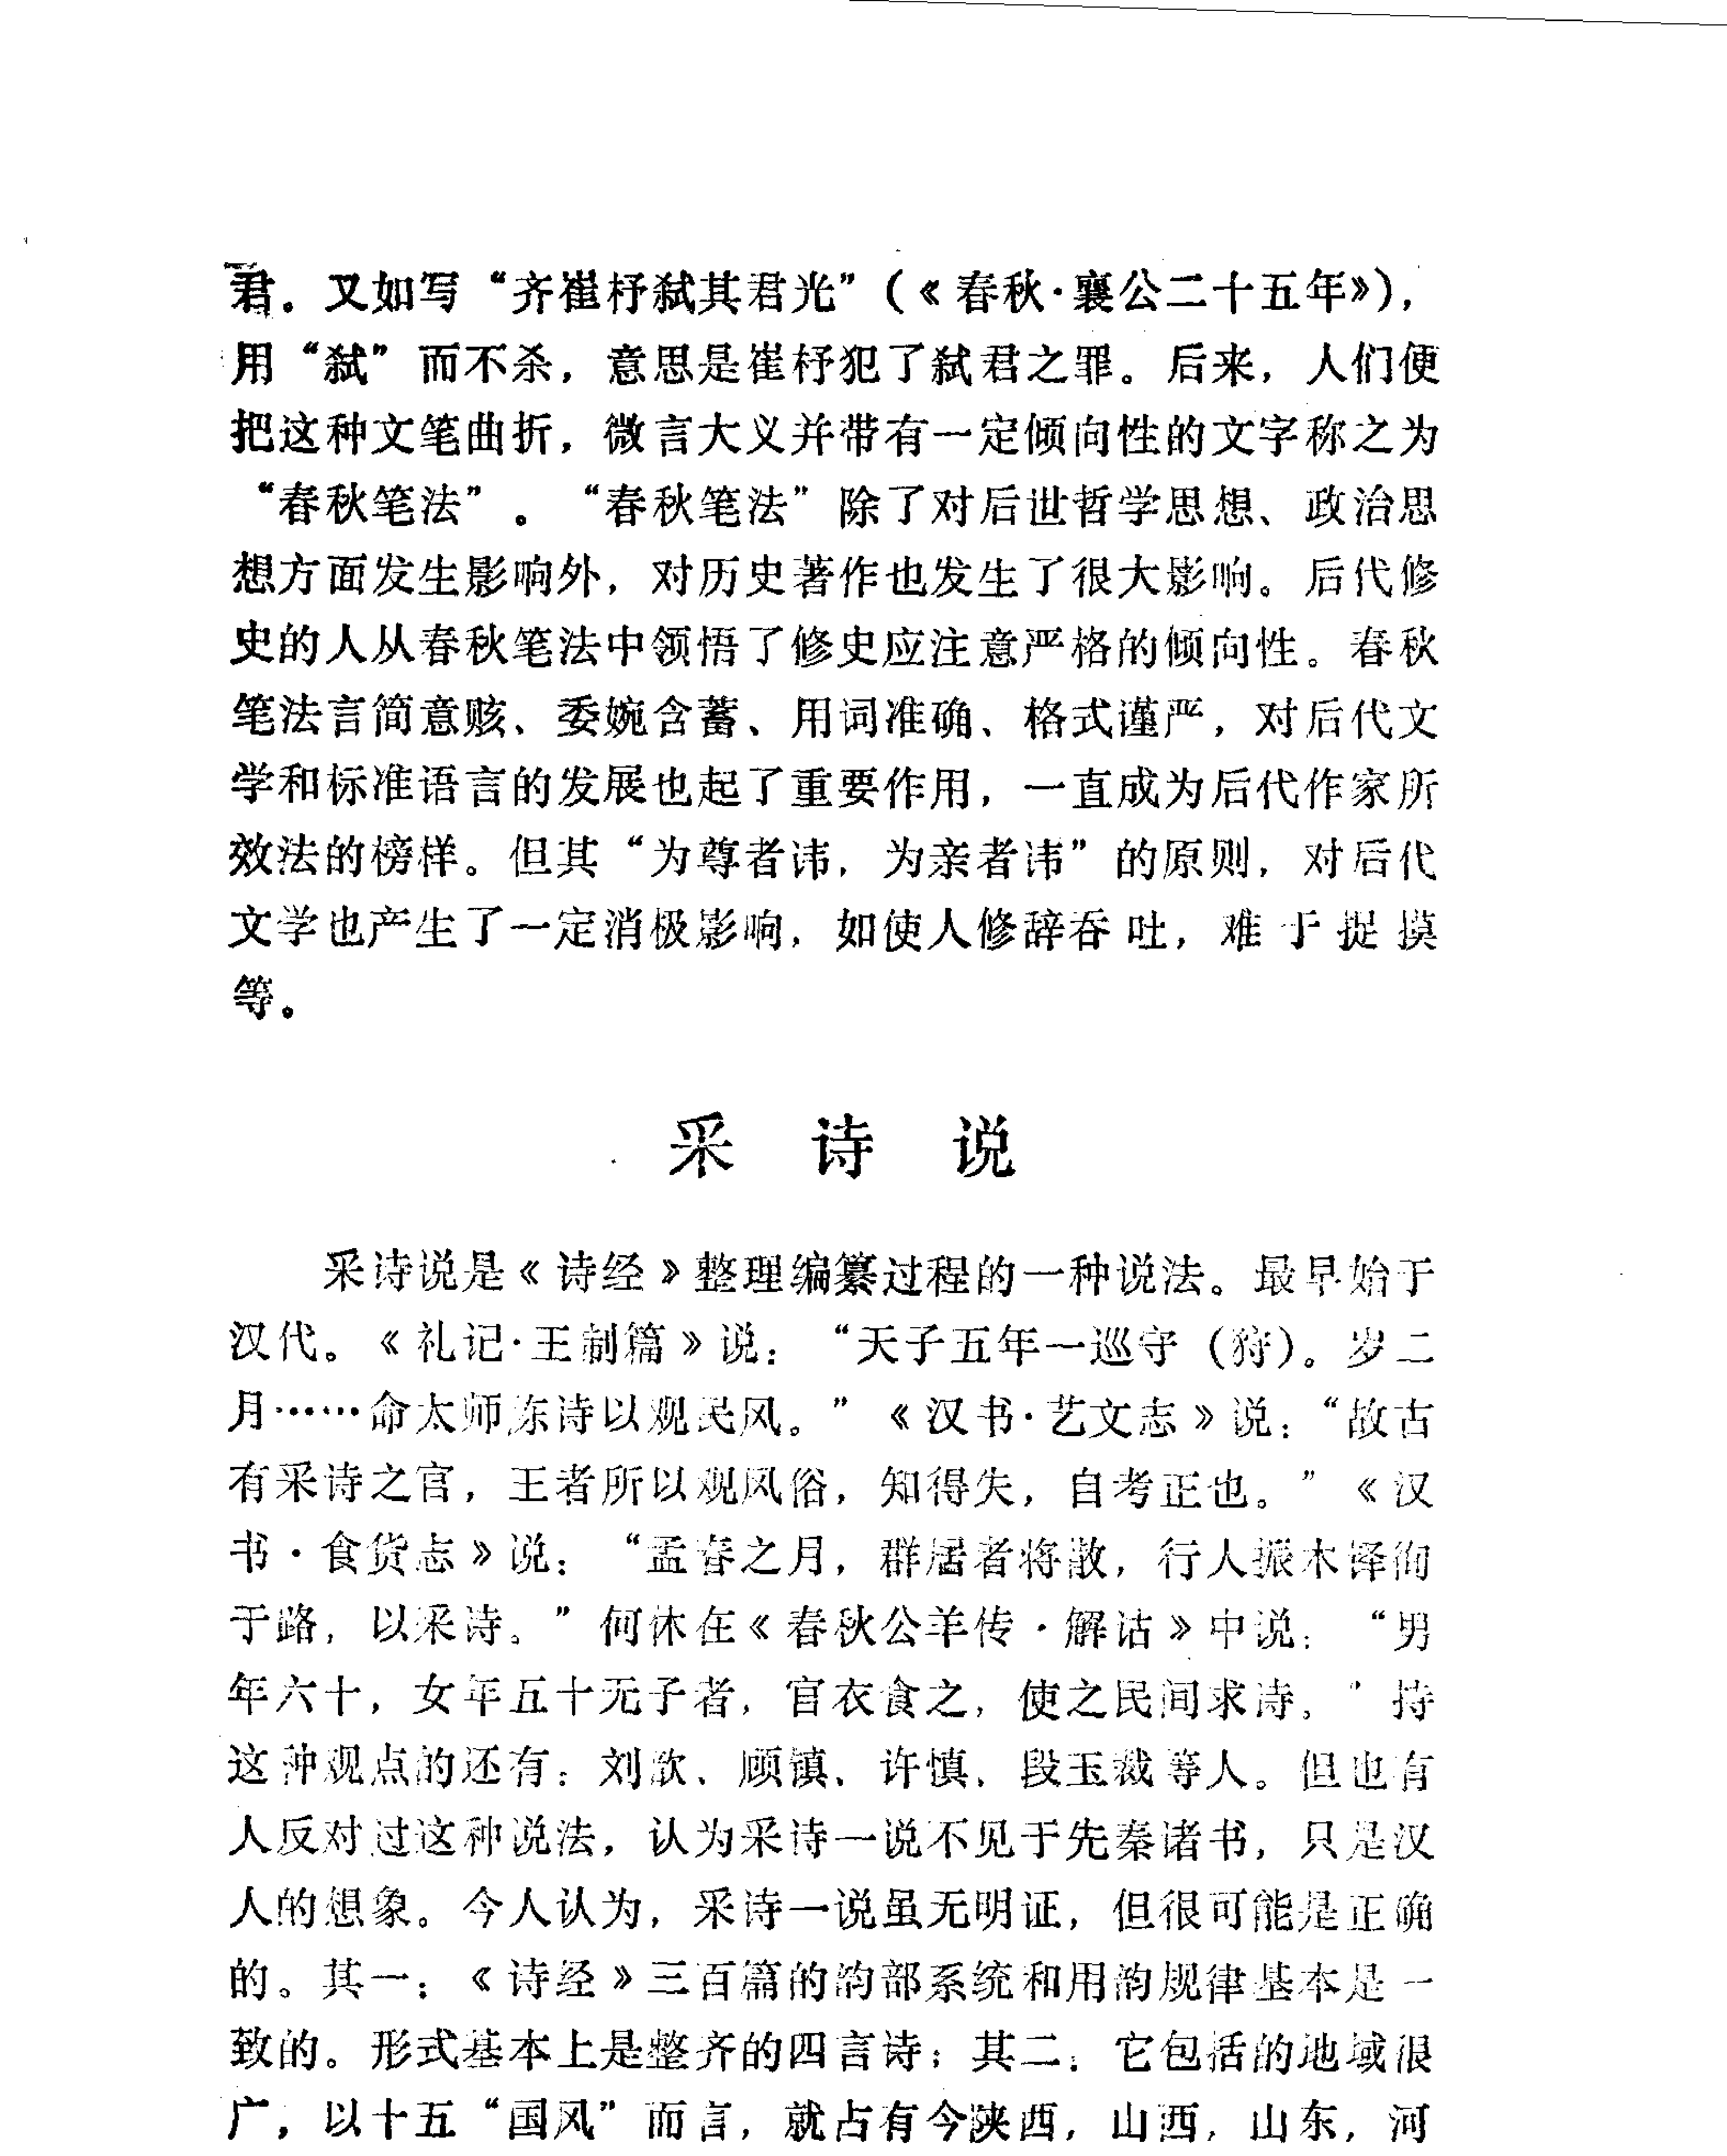 君。又如写“齐崔杼弑其君光”(《春秋·襄公二十五年》),
用“弑”而不杀,意思是崔杼犯了弑君之罪。后来,人们便
把这种文笔曲折,微言大义并带有一定倾向性的文字称之为
“春秋笔法”。“春秋笔法”除了对后世哲学思想、政治思
想方面发生影响外,对历史著作也发生了很大影响。后代修
史的人从春秋笔法中领悟了修史应注意严格的倾向性。春秋
笔法言简意赅、委婉含蓄、用词准确、格式谨严,对后代文
学和标准语言的发展也起了重要作用,一直成为后代作家所
效法的榜样。但其“为尊者讳,为亲者讳”的原则,对后代
文学也产生了一定消极影响,如使人修辞吞吐,难于捉摸
等。
采诗说
采诗说是《诗经》整理编纂过程的一种说法。最早始于
汉代。《礼记·王制篇》说:“天子五年一巡守(狩)。岁二
月……命太师陈诗以观民风。”《汉书·艺文志》说:“故古
有采诗之官,王者所以观风俗,知得失,自考正也。”《汉
书·食货志》说:“孟春之月,群居者将散,行人振木铎徇
于路,以采诗。”何休在《春秋公羊传·解诂》中说:“男
年六十,女年五十无子者,官衣食之,使之民间求诗。”持
这种观点的还有:刘歆、顾镇、许慎、段玉裁等人。但也有
人反对过这种说法,认为采诗一说不见于先秦诸书,只是汉
人的想象。今人认为,采诗一说虽无明证,但很可能是正确
的。其一:《诗经》三百篇的韵部系统和用韵规律基本是一
致的。形式基本上是整齐的四言诗;其二:它包括的地域很
广,以十五“国风”而言,就占有今陕西,山西,山东,河